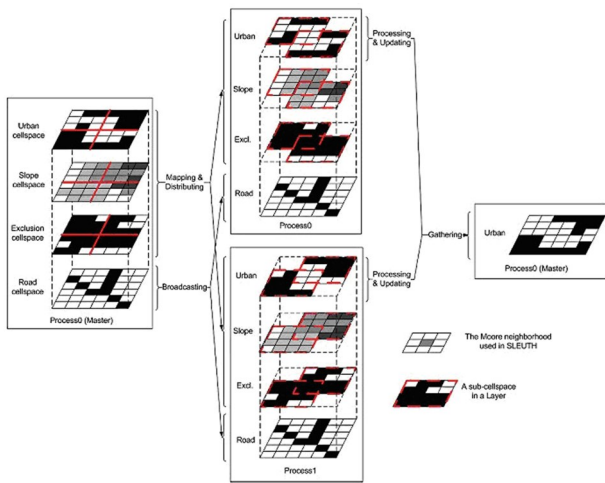 Urban
cellspace
Slope
cellspace
Exclusion
cellspace
Road
cellspace
Process0 (Master)
Mapping &
Distributing
Broadcasting
Urban
Slope
Excl.
Road
Process0
Processing
& Updating
Urban
Slope
Excl.
Road
Process1
Processing
& Updating
Gathering
Urban
Process0 (Master)
The Moore neighborhood
used in SLEUTH
A sub-cellspace
in a Layer